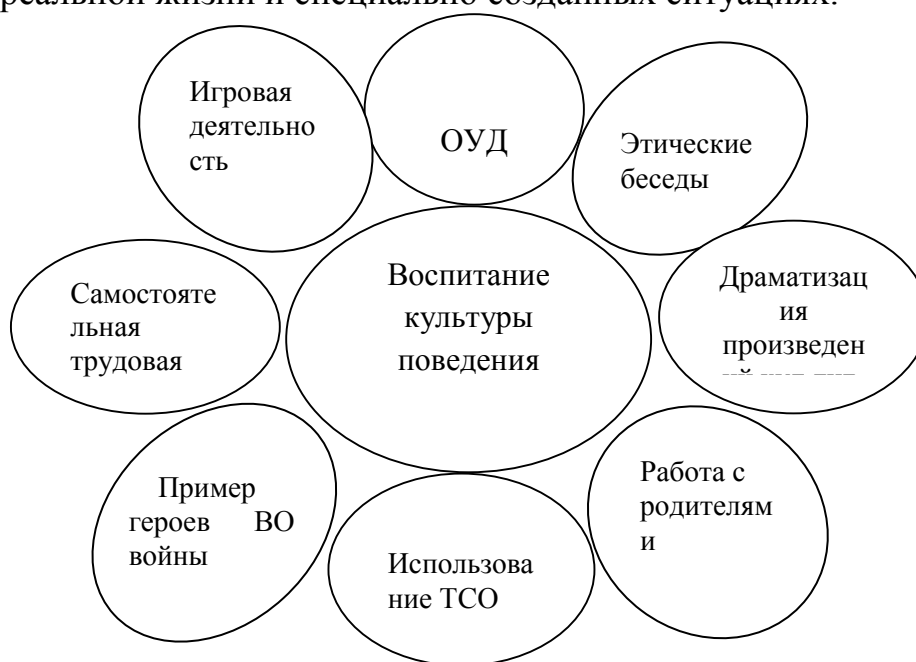 реальной жизни и специально созданных ситуациях.
Игровая
деятельно
сть
ОУД
Этические
беседы
Самостояте
льная
трудовая
Воспитание
культуры
поведения
Драматизац
ия
произведен
Пример
героев ВО
войны
Использова
ние ТСО
Работа с
родителям
и